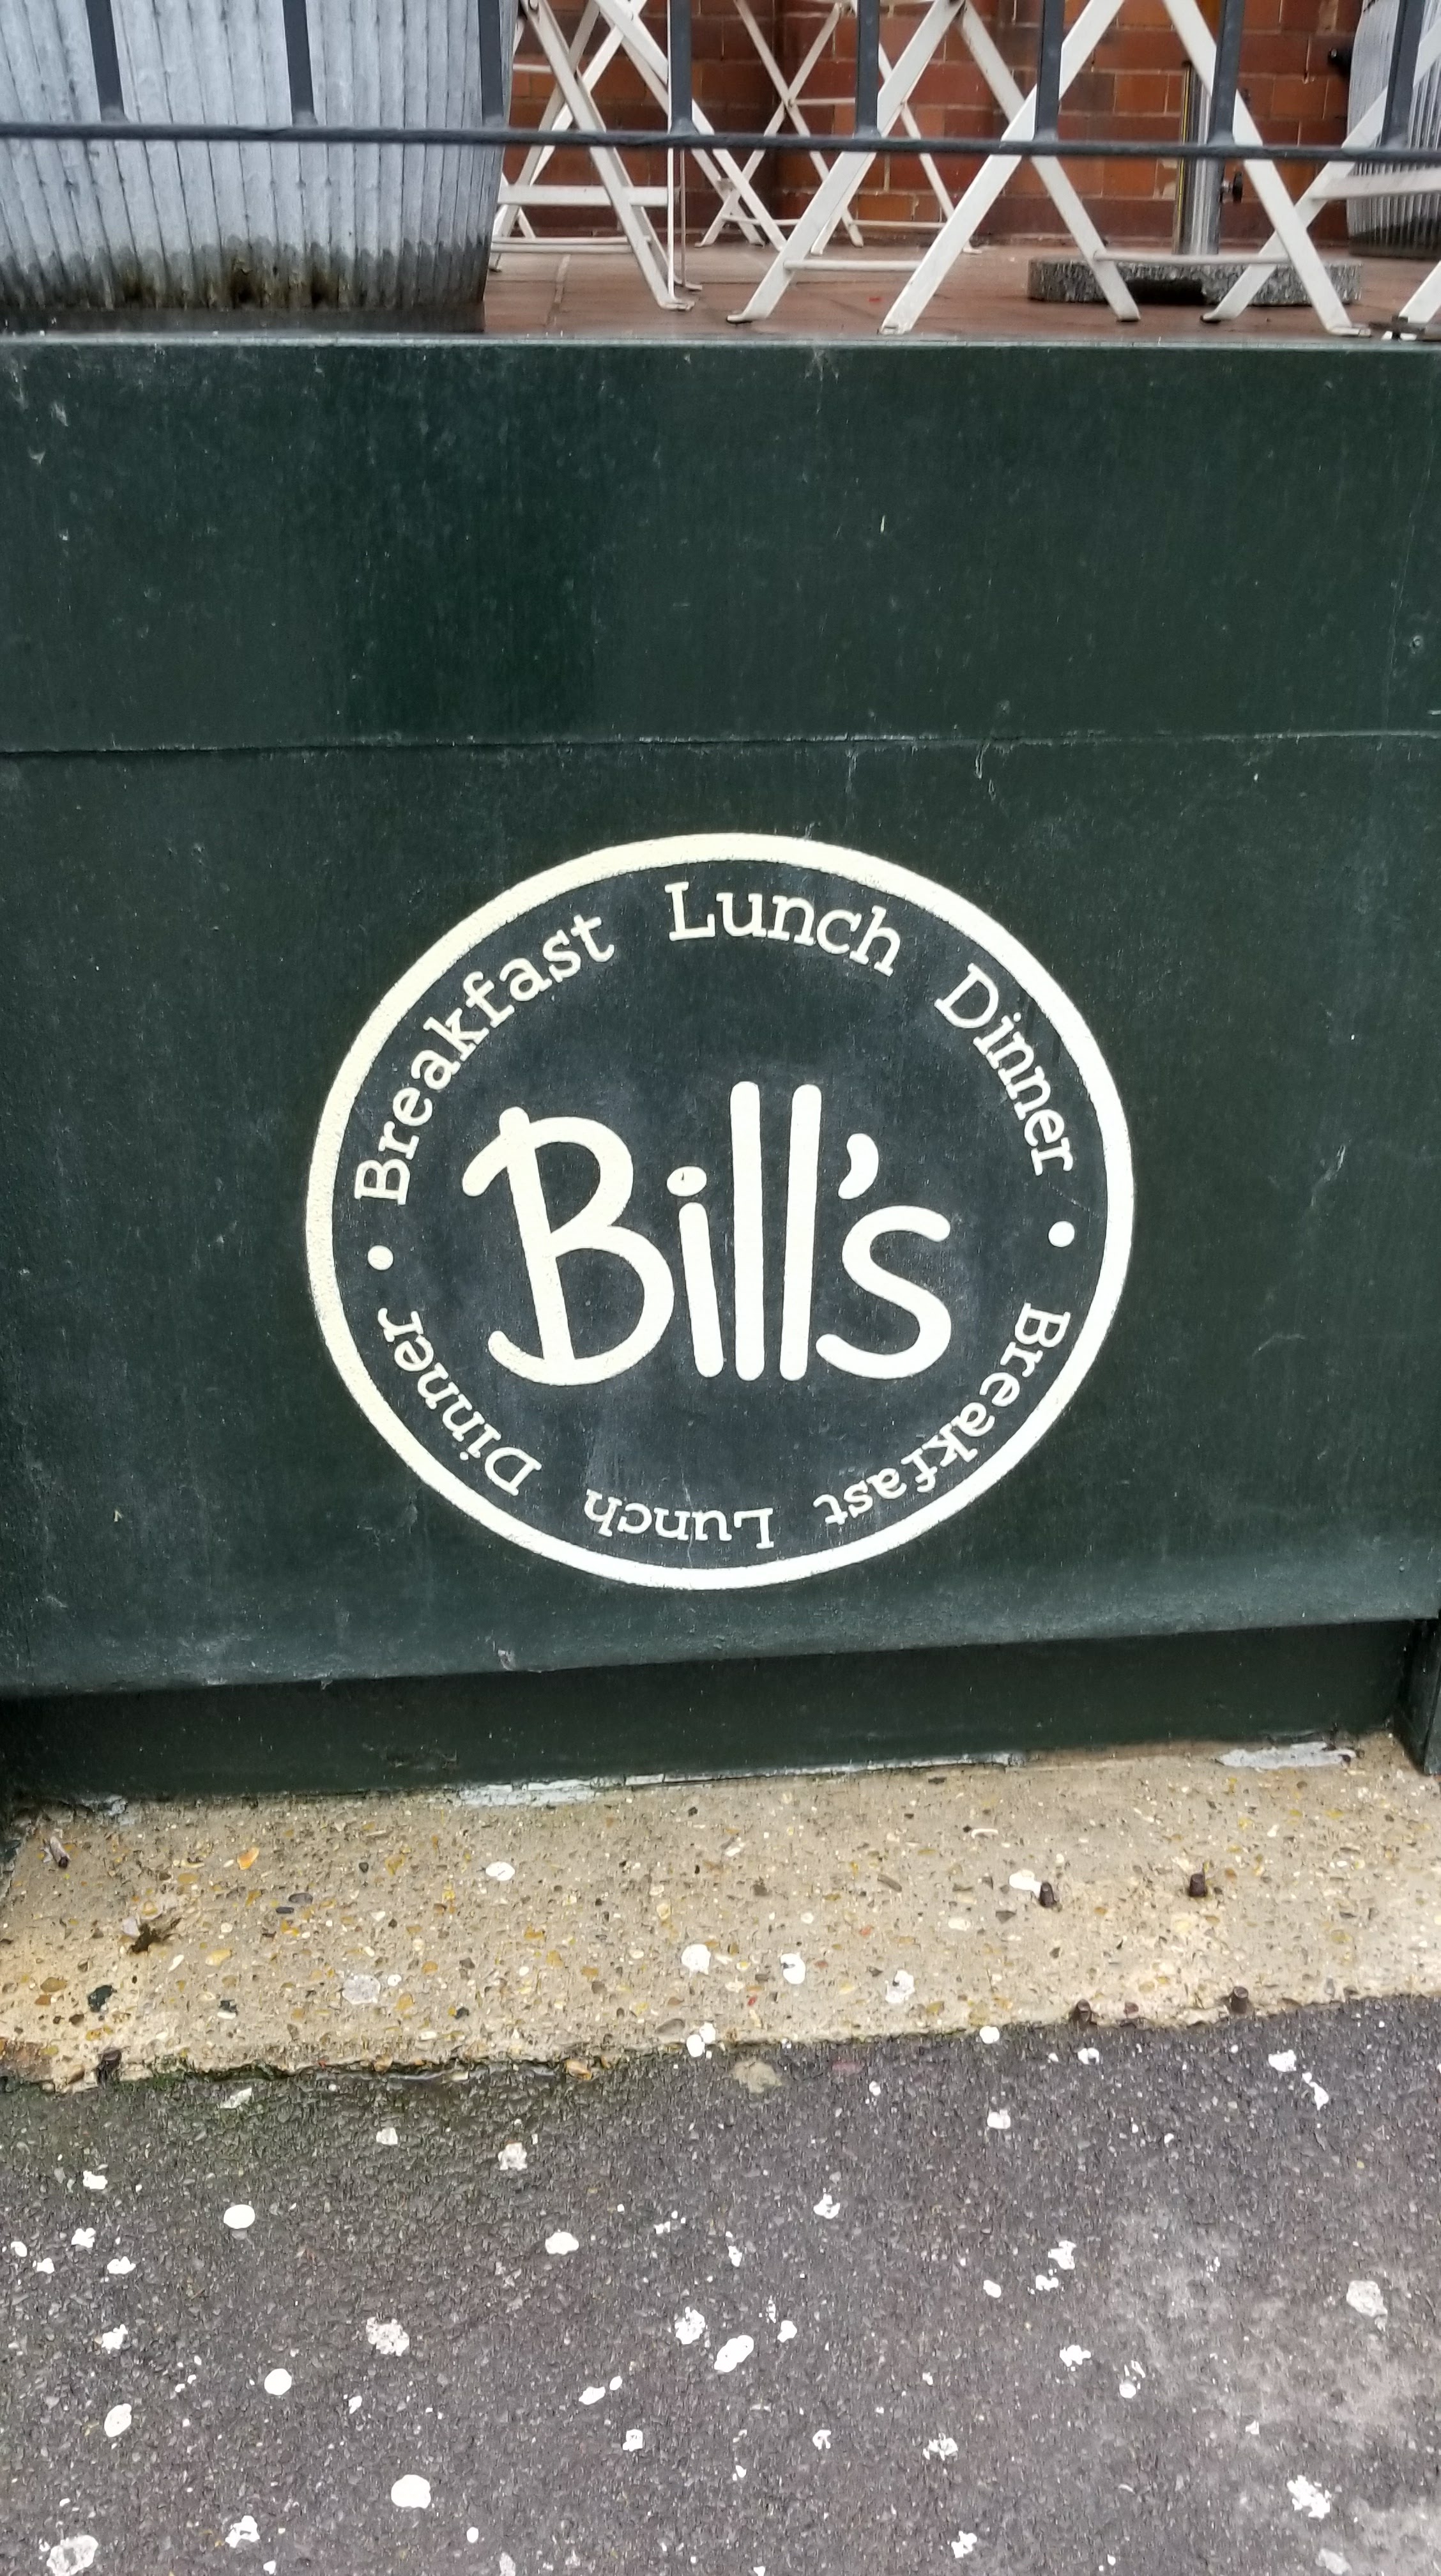 Breakfast Lunch Dinner • Breakfast Lunch Dinner •
Bill's